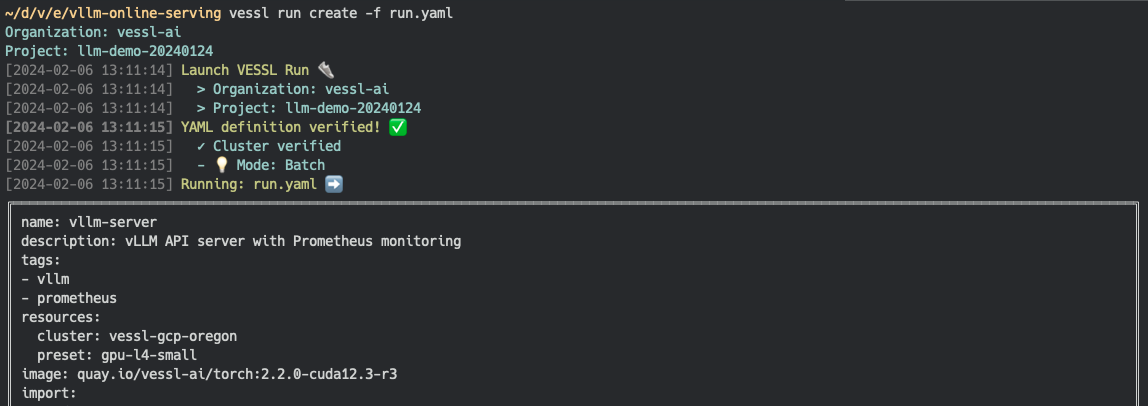 ~/d/v/e/vllm-online-serving vessl run create -f run.yaml
Organization: vessl-ai
Project: llm-demo-20240124
[2024-02-06 13:11:14] Launch VESSL Run 👟
[2024-02-06 13:11:14]   > Organization: vessl-ai
[2024-02-06 13:11:14]   > Project: llm-demo-20240124
[2024-02-06 13:11:15] YAML definition verified! ✅
[2024-02-06 13:11:15]   ✓ Cluster verified
[2024-02-06 13:11:15]   - 💡 Mode: Batch
[2024-02-06 13:11:15] Running: run.yaml ➡️
name: vllm-server
description: vLLM API server with Prometheus monitoring
tags:
- vllm
- prometheus
resources:
  cluster: vessl-gcp-oregon
  preset: gpu-l4-small
image: quay.io/vessl-ai/torch:2.2.0-cuda12.3-r3
import: